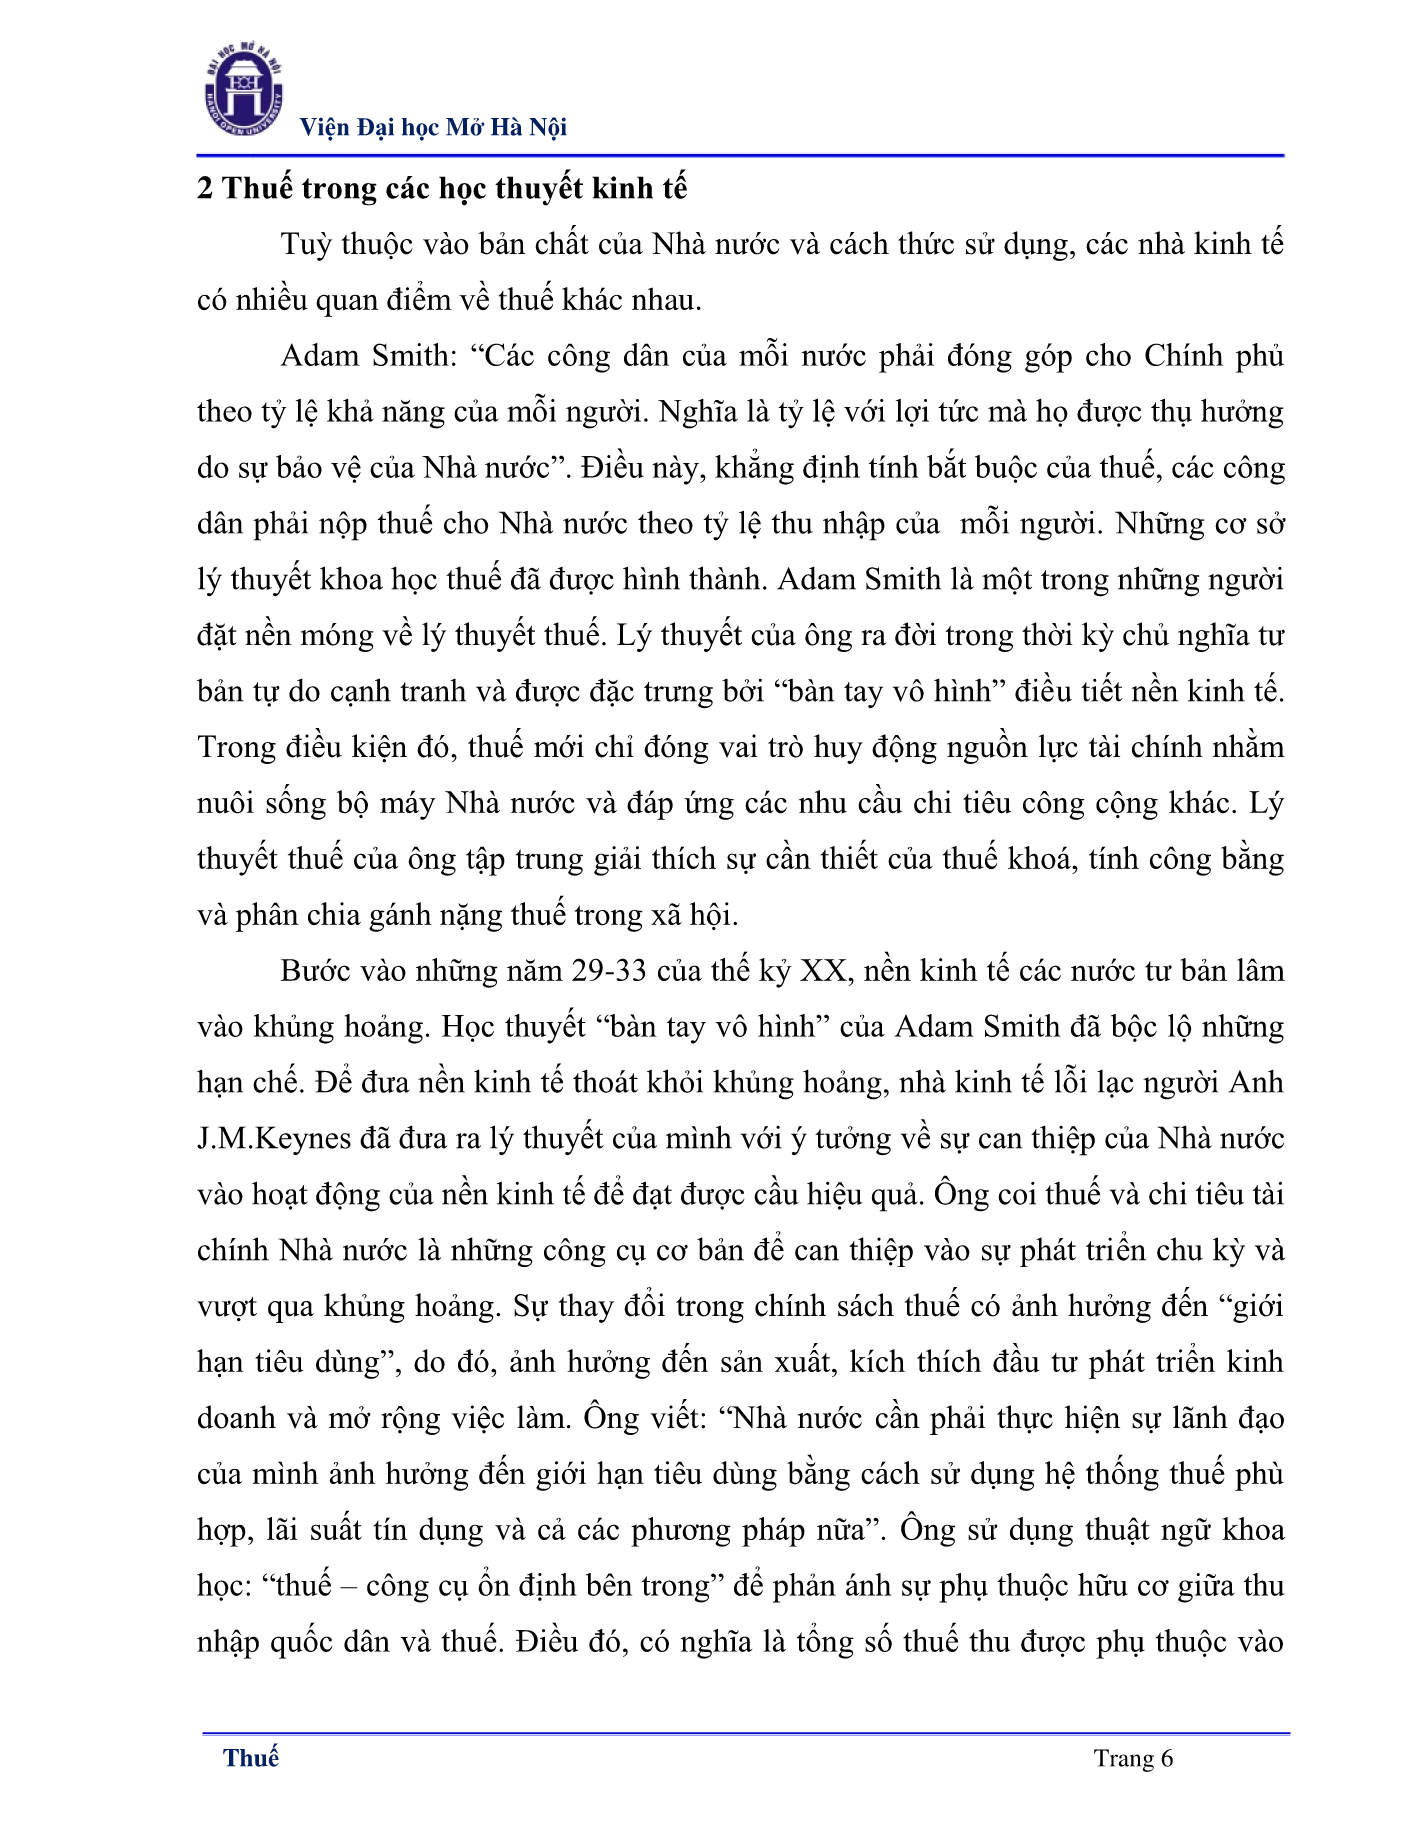 ĐẠI HỌC MỞ HÀ NỘI
HANOI OPEN UNIVERSITY
Viện Đại học Mở Hà Nội
2 Thuế trong các học thuyết kinh tế
Tuỳ thuộc vào bản chất của Nhà nước và cách thức sử dụng, các nhà kinh tế
có nhiều quan điểm về thuế khác nhau.
Adam Smith: “Các công dân của mỗi nước phải đóng góp cho Chính phủ
theo tỷ lệ khả năng của mỗi người. Nghĩa là tỷ lệ với lợi tức mà họ được thụ hưởng
do sự bảo vệ của Nhà nước”. Điều này, khẳng định tính bắt buộc của thuế, các công
dân phải nộp thuế cho Nhà nước theo tỷ lệ thu nhập của  mỗi người. Những cơ sở
lý thuyết khoa học thuế đã được hình thành. Adam Smith là một trong những người
đặt nền móng về lý thuyết thuế. Lý thuyết của ông ra đời trong thời kỳ chủ nghĩa tư
bản tự do cạnh tranh và được đặc trưng bởi “bàn tay vô hình” điều tiết nền kinh tế.
Trong điều kiện đó, thuế mới chỉ đóng vai trò huy động nguồn lực tài chính nhằm
nuôi sống bộ máy Nhà nước và đáp ứng các nhu cầu chi tiêu công cộng khác. Lý
thuyết thuế của ông tập trung giải thích sự cần thiết của thuế khoá, tính công bằng
và phân chia gánh nặng thuế trong xã hội.
Bước vào những năm 29-33 của thế kỷ XX, nền kinh tế các nước tư bản lâm
vào khủng hoảng. Học thuyết “bàn tay vô hình” của Adam Smith đã bộc lộ những
hạn chế. Để đưa nền kinh tế thoát khỏi khủng hoảng, nhà kinh tế lỗi lạc người Anh
J.M.Keynes đã đưa ra lý thuyết của mình với ý tưởng về sự can thiệp của Nhà nước
vào hoạt động của nền kinh tế để đạt được cầu hiệu quả. Ông coi thuế và chi tiêu tài
chính Nhà nước là những công cụ cơ bản để can thiệp vào sự phát triển chu kỳ và
vượt qua khủng hoảng. Sự thay đổi trong chính sách thuế có ảnh hưởng đến “giới
hạn tiêu dùng”, do đó, ảnh hưởng đến sản xuất, kích thích đầu tư phát triển kinh
doanh và mở rộng việc làm. Ông viết: “Nhà nước cần phải thực hiện sự lãnh đạo
của mình ảnh hưởng đến giới hạn tiêu dùng bằng cách sử dụng hệ thống thuế phù
hợp, lãi suất tín dụng và cả các phương pháp nữa”. Ông sử dụng thuật ngữ khoa
học: “thuế – công cụ ổn định bên trong” để phản ánh sự phụ thuộc hữu cơ giữa thu
nhập quốc dân và thuế. Điều đó, có nghĩa là tổng số thuế thu được phụ thuộc vào
Thuế
Trang 6